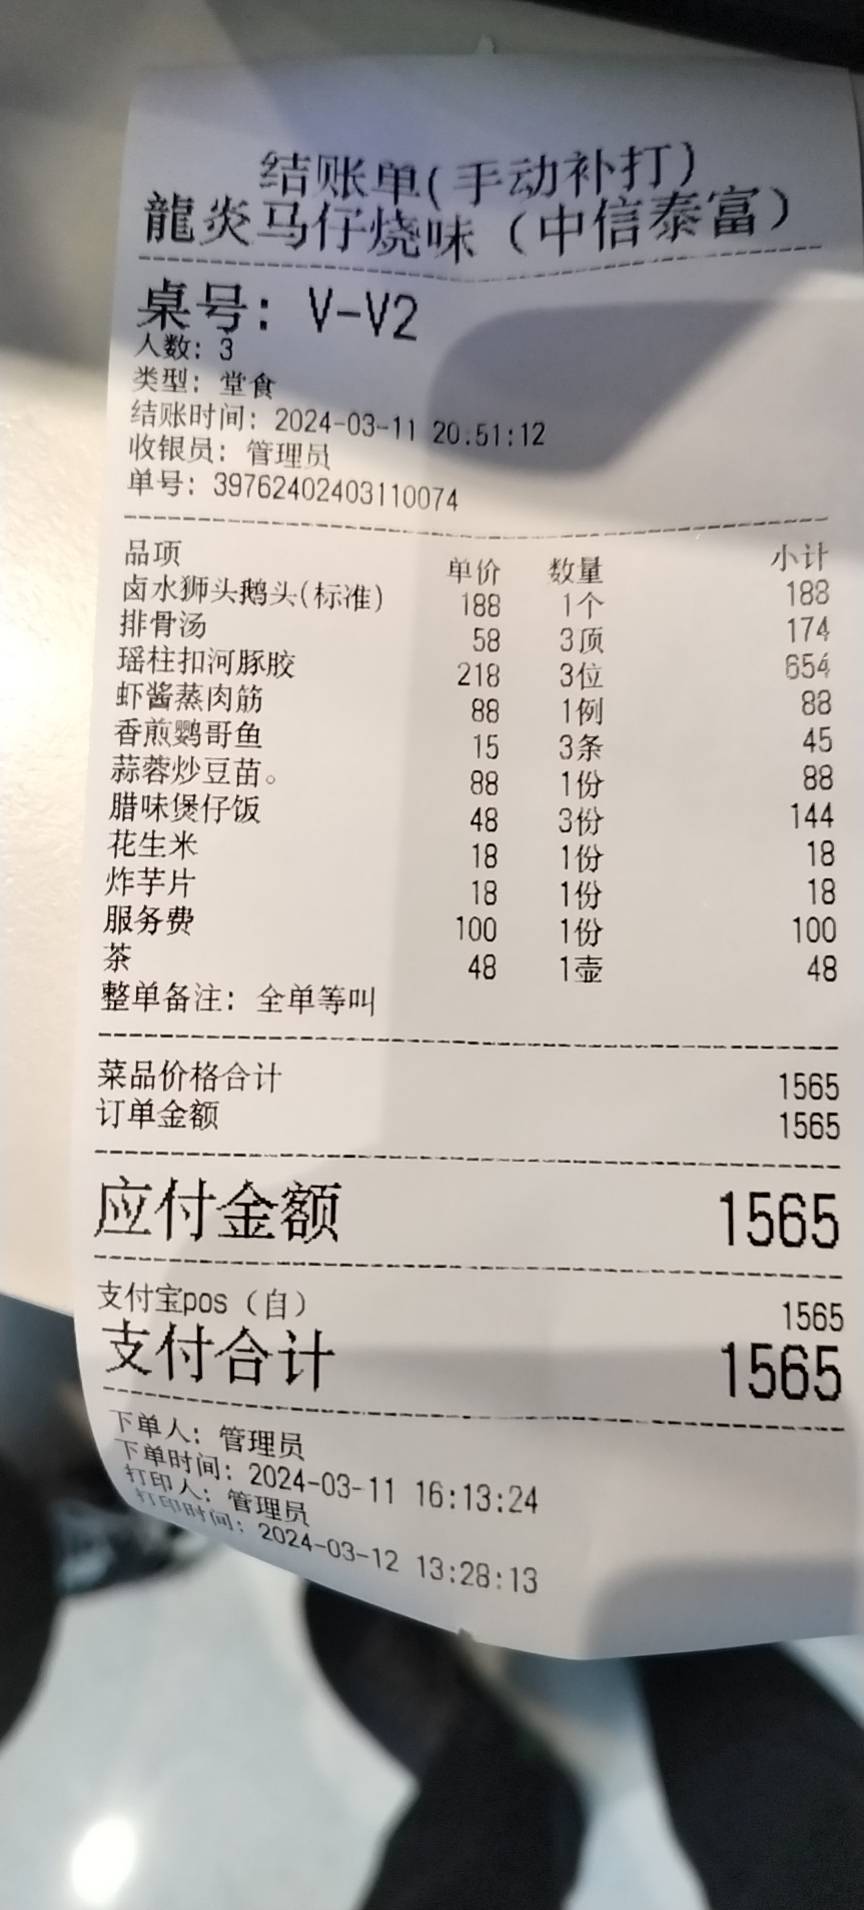 结账单(手动补打)
龍炎马仔烧味（中信泰富）
桌号: V-V2
人数: 3
类型: 堂食
结账时间: 2024-03-11 20:51:12
收银员: 管理员
单号: 39762402403110074
品项 单价 数量 小计
卤水狮头鹅头(标准) 188 1个 188
排骨汤 58 3顶 174
瑶柱扣河豚胶 218 3位 654
虾酱蒸肉筋 88 1例 88
香煎鹦哥鱼 15 3条 45
蒜蓉炒豆苗。 88 1份 88
腊味煲仔饭 48 3份 144
花生米 18 1份 18
炸芋片 18 1份 18
服务费 100 1份 100
茶 48 1壶 48
整单备注: 全单等叫
菜品价格合计 1565
订单金额 1565
应付金额 1565
支付宝pos（自） 1565
支付合计 1565
下单人: 管理员
下单时间: 2024-03-11 16:13:24
打印人: 管理员
打印时间: 2024-03-12 13:28:13